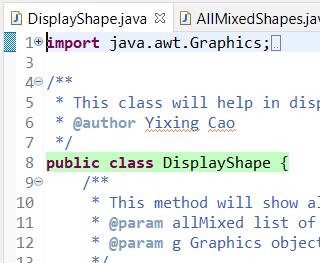 DisplayShape.java AllMixedShapes.jav
1 import java.awt.Graphics;
3
4 /**
5 * This class will help in disp
6 * @author Yixing Cao
7 */
8 public class DisplayShape {
9 /**
10 * This method will show al
11 * @param allMixed list of
12 * @param g Graphics object
13 */